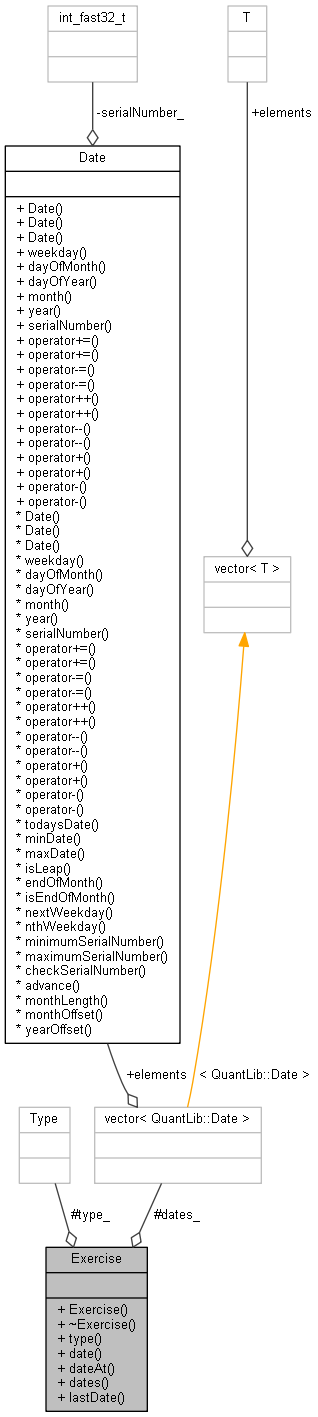 int_fast32_t
T
-serialNumber_
+elements
Date
+ Date()
+ Date()
+ Date()
+ weekday()
+ dayOfMonth()
+ dayOfYear()
+ month()
+ year()
+ serialNumber()
+ operator+=()
+ operator+=()
+ operator-=()
+ operator-=()
+ operator++()
+ operator++()
+ operator--()
+ operator--()
+ operator+()
+ operator+()
+ operator-()
+ operator-()
* Date()
* Date()
* Date()
* weekday()
* dayOfMonth()
* dayOfYear()
* month()
* year()
* serialNumber()
* operator+=()
* operator+=()
* operator-=()
* operator-=()
* operator++()
* operator++()
* operator--()
* operator--()
* operator+()
* operator+()
* operator-()
* operator-()
* todaysDate()
* minDate()
* maxDate()
* isLeap()
* endOfMonth()
* isEndOfMonth()
* nextWeekday()
* nthWeekday()
* minimumSerialNumber()
* maximumSerialNumber()
* checkSerialNumber()
* advance()
* monthLength()
* monthOffset()
* yearOffset()
vector< T >
+elements
< QuantLib::Date >
Type
vector< QuantLib::Date >
#type_
#dates_
Exercise
+ Exercise()
+ ~Exercise()
+ type()
+ date()
+ dateAt()
+ dates()
+ lastDate()